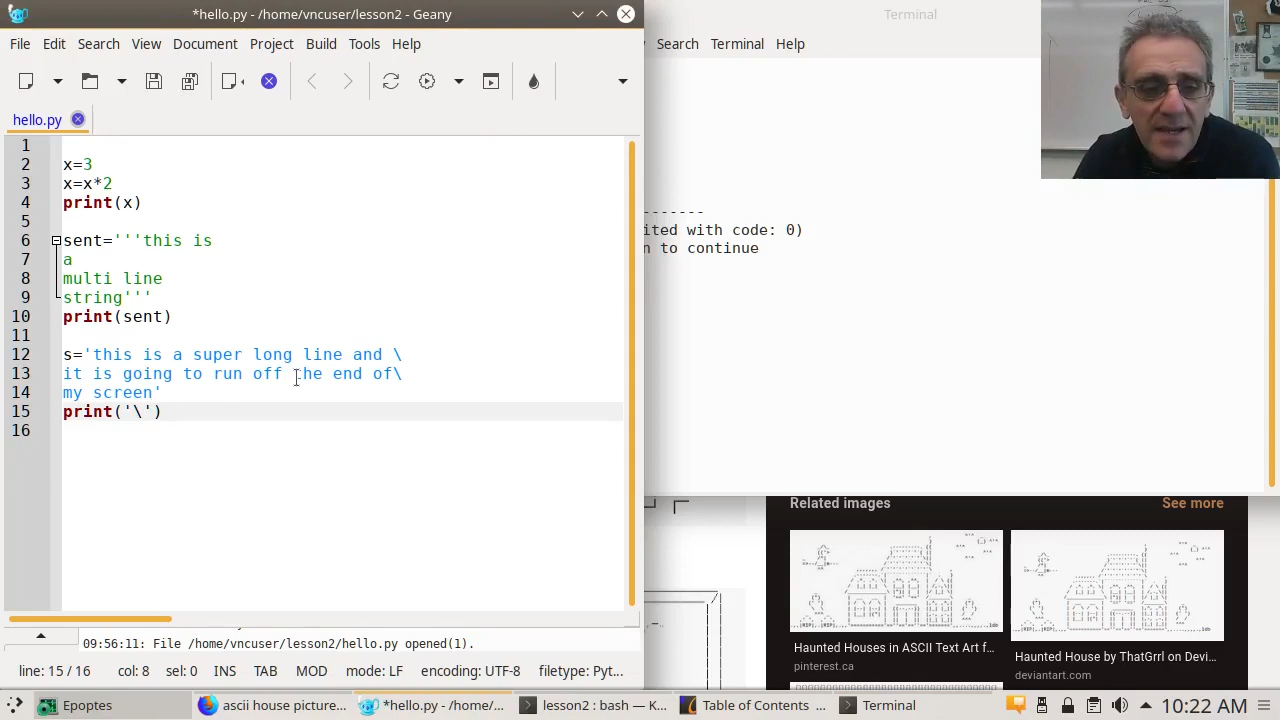 *hello.py - /home/vncuser/lesson2 - Geany
Terminal
File Edit Search View Document Project Build Tools Help
Search Terminal Help
hello.py
1
2 x=3
3 x=x*2
4 print(x)
5
6 sent='''this is
7 a
8 multi line
9 string'''
10 print(sent)
11
12 s='this is a super long line and \
13 it is going to run off the end of\
14 my screen'
15 print('\')
16
-------
ited with code: 0)
n to continue
Related images See more
Haunted Houses in ASCII Text Art f…
pinterest.ca
Haunted House by ThatGrrl on Devi…
deviantart.com
09:56:11: File /home/vncuser/hello.py opened(1).
line: 15 / 16 col: 8 sel: 0 INS TAB MOD mode: LF encoding: UTF-8 filetype: Pyt…
Epoptes ascii house pict… *hello.py - /home/… lesson2 : bash — K… Table of Contents … Terminal 10:22 AM